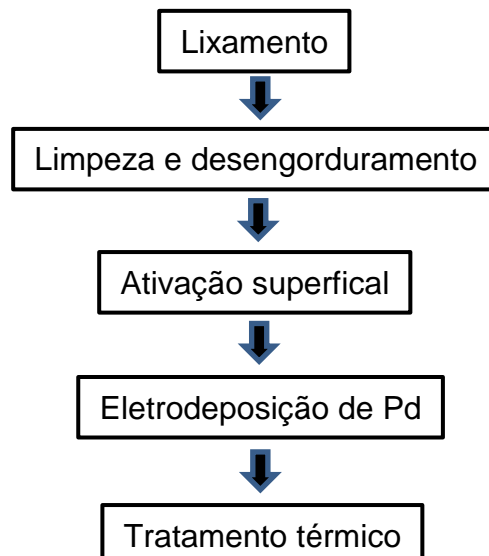 Lixamento
Limpeza e desengorduramento
Ativação superfical
Eletrodeposição de Pd
Tratamento térmico